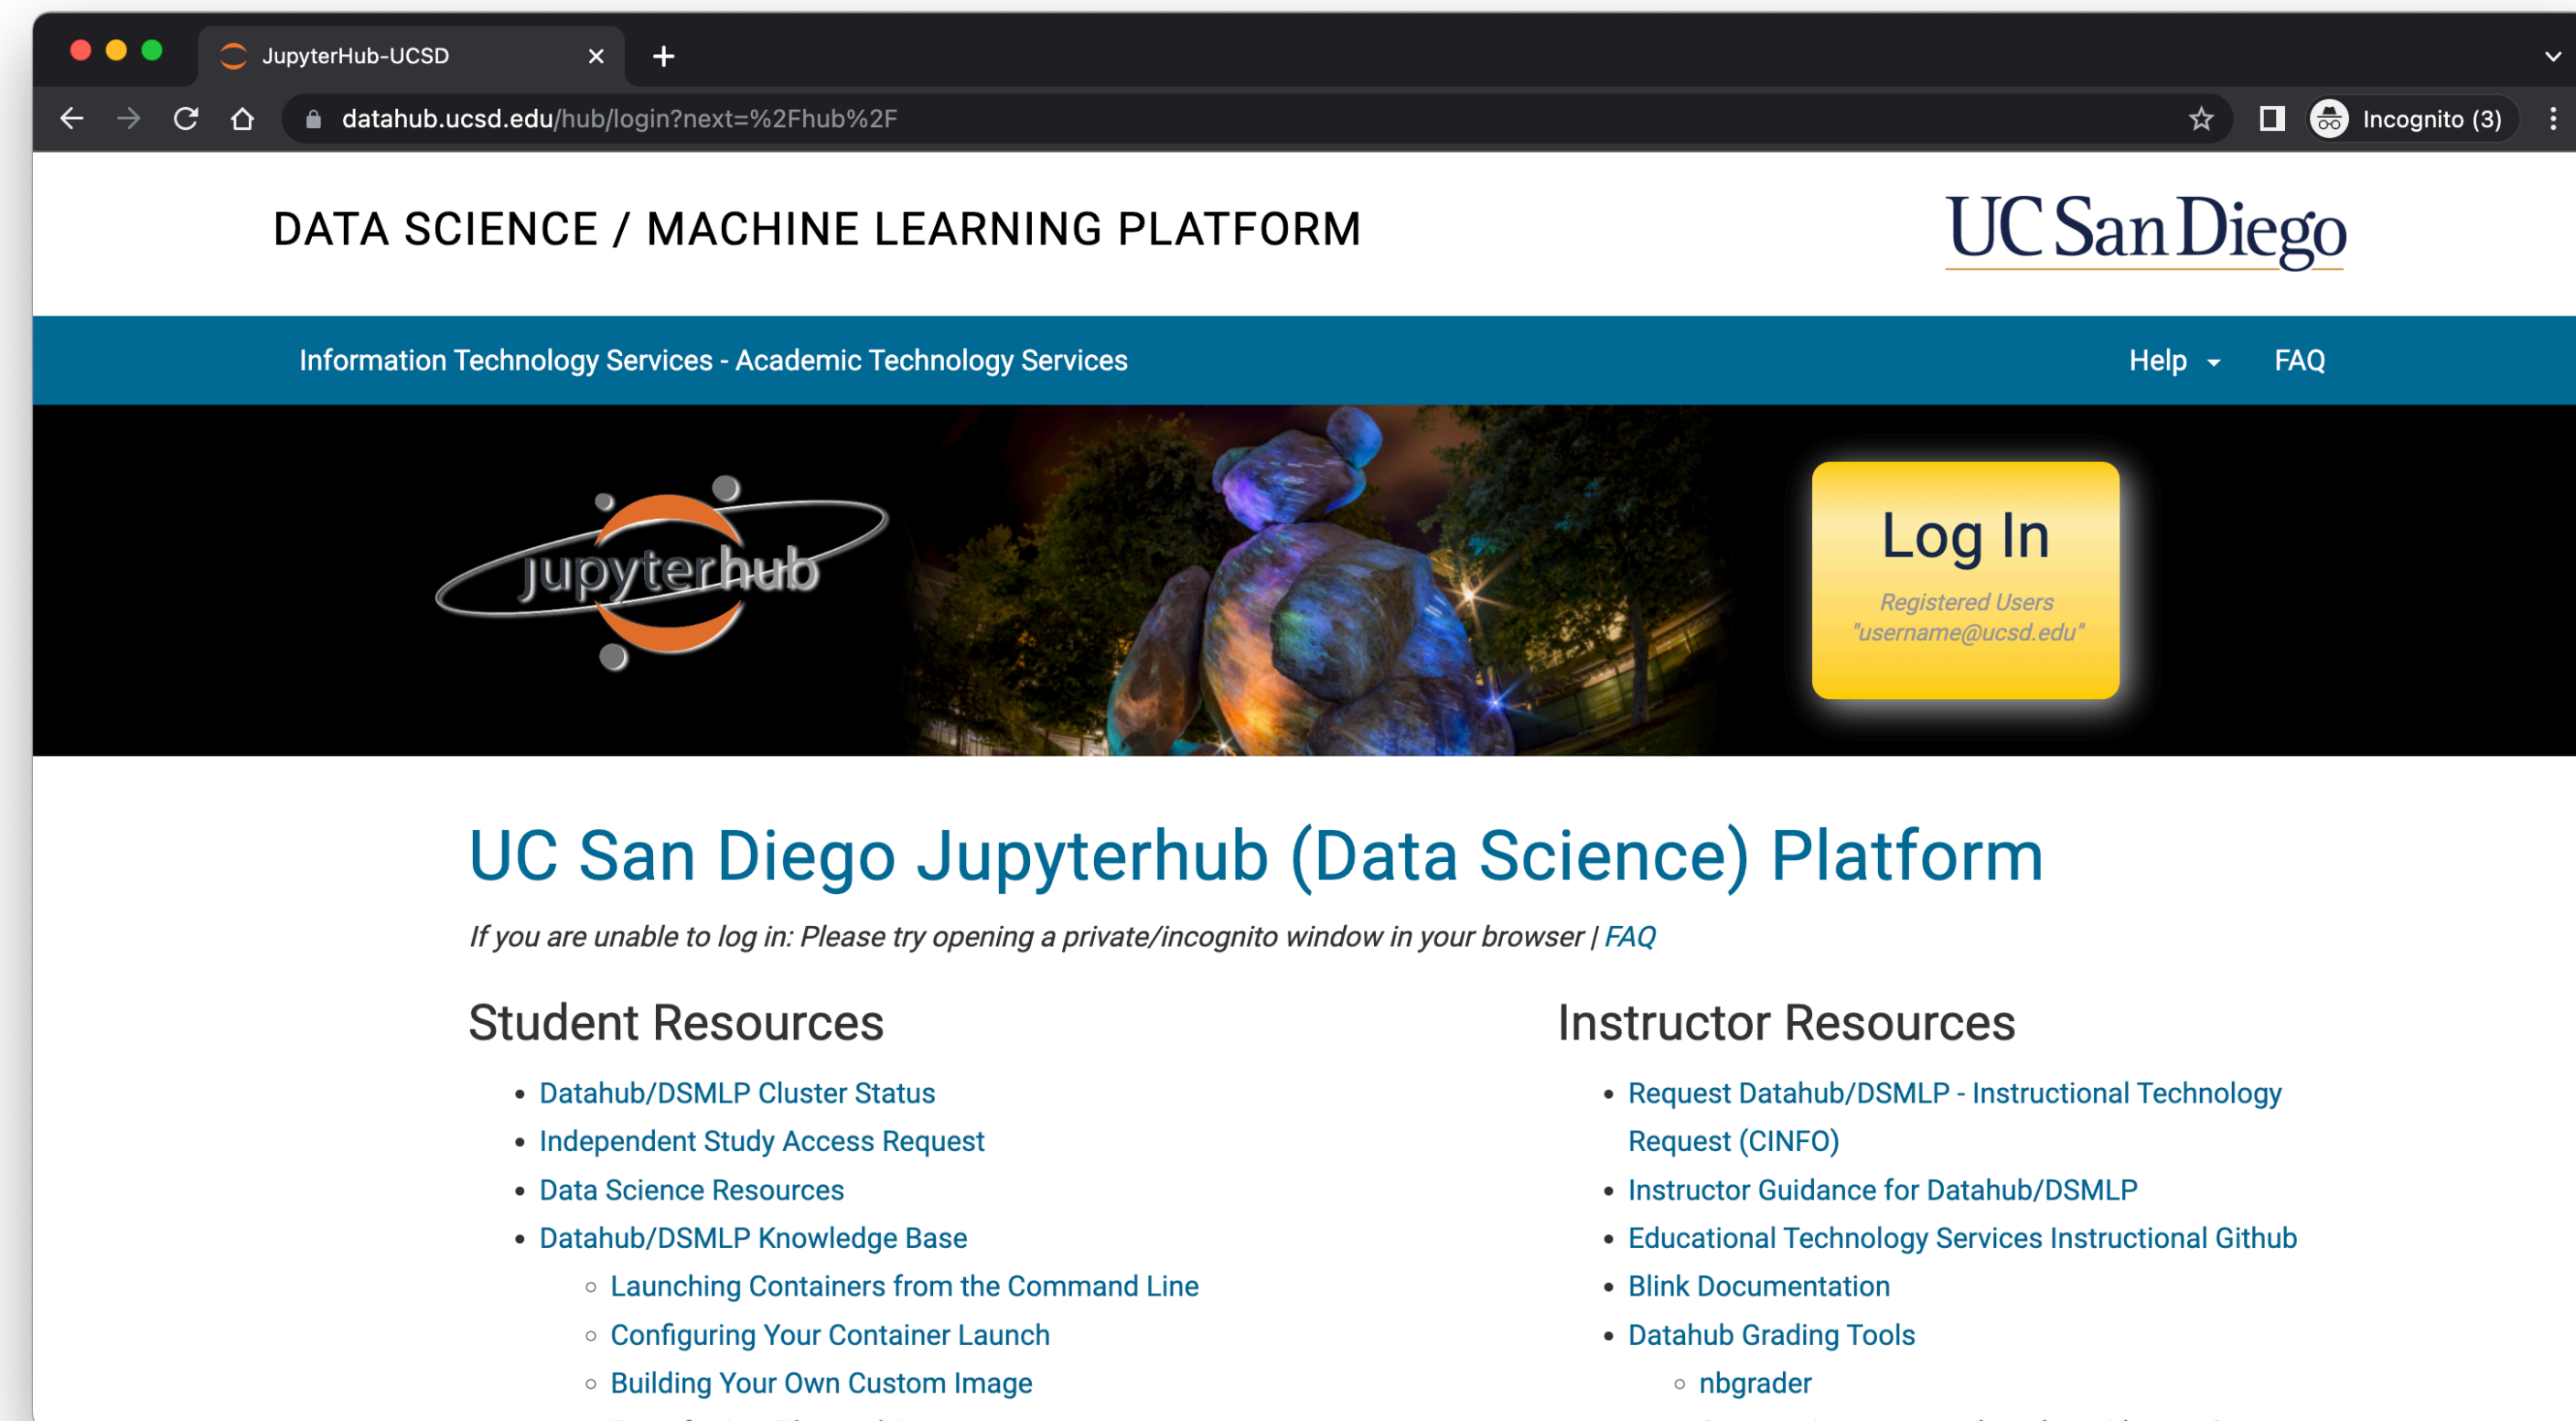 JupyterHub-UCSD
datahub.ucsd.edu/hub/login?next=%2Fhub%2F
Incognito (3)
DATA SCIENCE / MACHINE LEARNING PLATFORM
UC San Diego
Information Technology Services - Academic Technology Services
Help
FAQ
jupyterhub
Log In
Registered Users
"username@ucsd.edu"
UC San Diego Jupyterhub (Data Science) Platform
If you are unable to log in: Please try opening a private/incognito window in your browser | FAQ
Student Resources
Datahub/DSMLP Cluster Status
Independent Study Access Request
Data Science Resources
Datahub/DSMLP Knowledge Base
Launching Containers from the Command Line
Configuring Your Container Launch
Building Your Own Custom Image
Instructor Resources
Request Datahub/DSMLP - Instructional Technology
Request (CINFO)
Instructor Guidance for Datahub/DSMLP
Educational Technology Services Instructional Github
Blink Documentation
Datahub Grading Tools
nbgrader